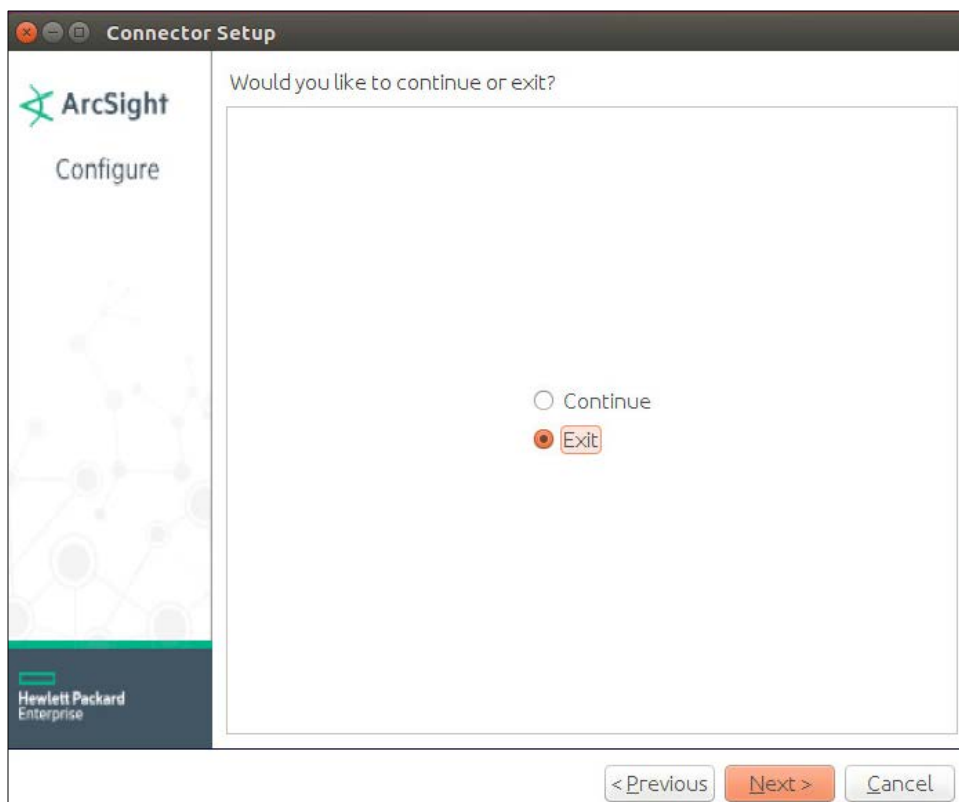 Connector Setup
ArcSight
Configure
Would you like to continue or exit?
Continue
Exit
Hewlett Packard
Enterprise
< Previous
Next >
Cancel